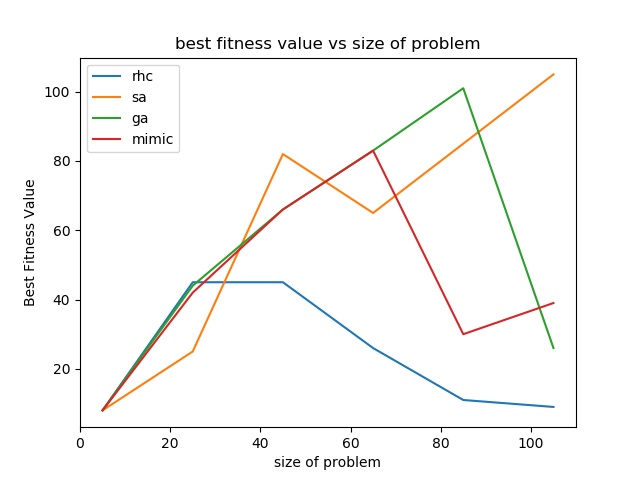 best fitness value vs size of problem
rhc
sa
ga
mimic
100
80
60
40
20
Best Fitness Value
0 20 40 60 80 100
size of problem